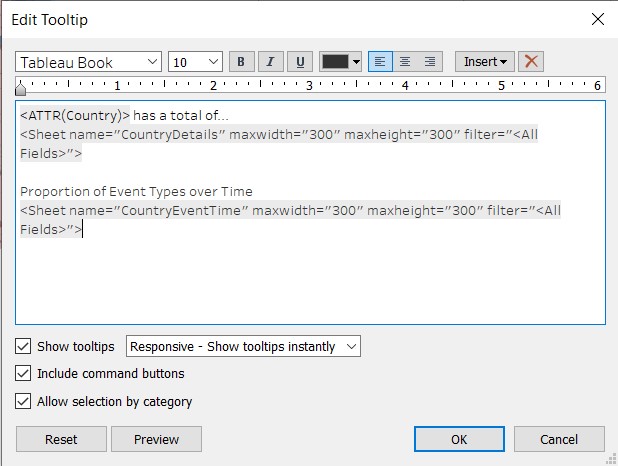 Edit Tooltip
Tableau Book 10 B I U Insert
1 2 3 4 5 6
<ATTR(Country)> has a total of...
<Sheet name="CountryDetails" maxwidth="300" maxheight="300" filter="<All
Fields>">
Proportion of Event Types over Time
<Sheet name="CountryEventTime" maxwidth="300" maxheight="300" filter="<All
Fields>">
Show tooltips Responsive - Show tooltips instantly
Include command buttons
Allow selection by category
Reset Preview OK Cancel